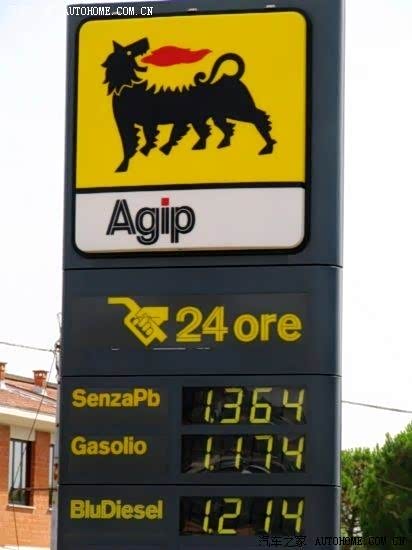 AUTOHOME.COM.CN
Agip
24 ore
SenzaPb 1.364
Gasolio 1.174
BluDiesel 1.214
汽车之家
AUTOHOME.COM.CN